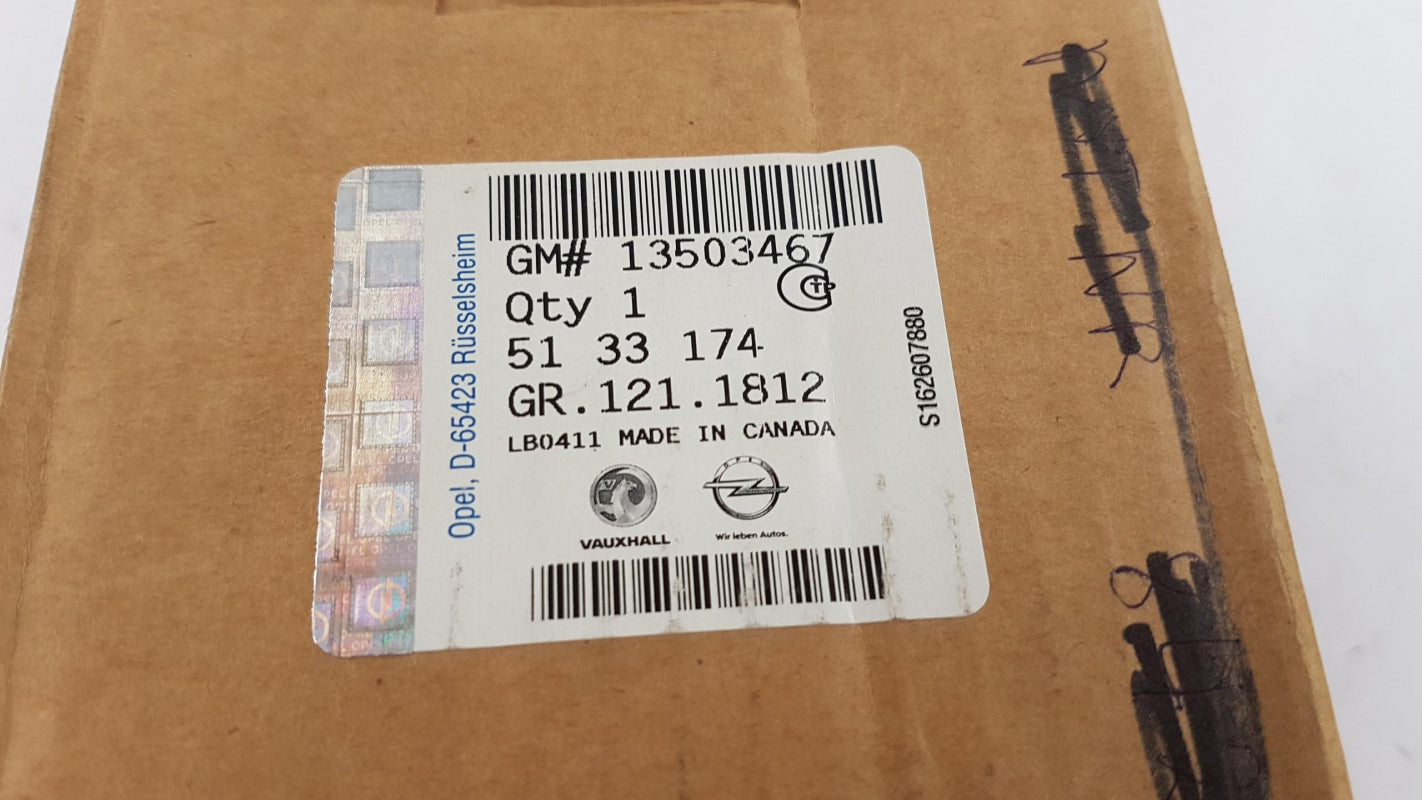 Opel, D-65423 Rüsselsheim
GM# 13503467
Qty 1
51 33 174
GR.121.1812
LB0411 MADE IN CANADA
VAUXHALL
OPEL
Wir leben Autos.
S162607880